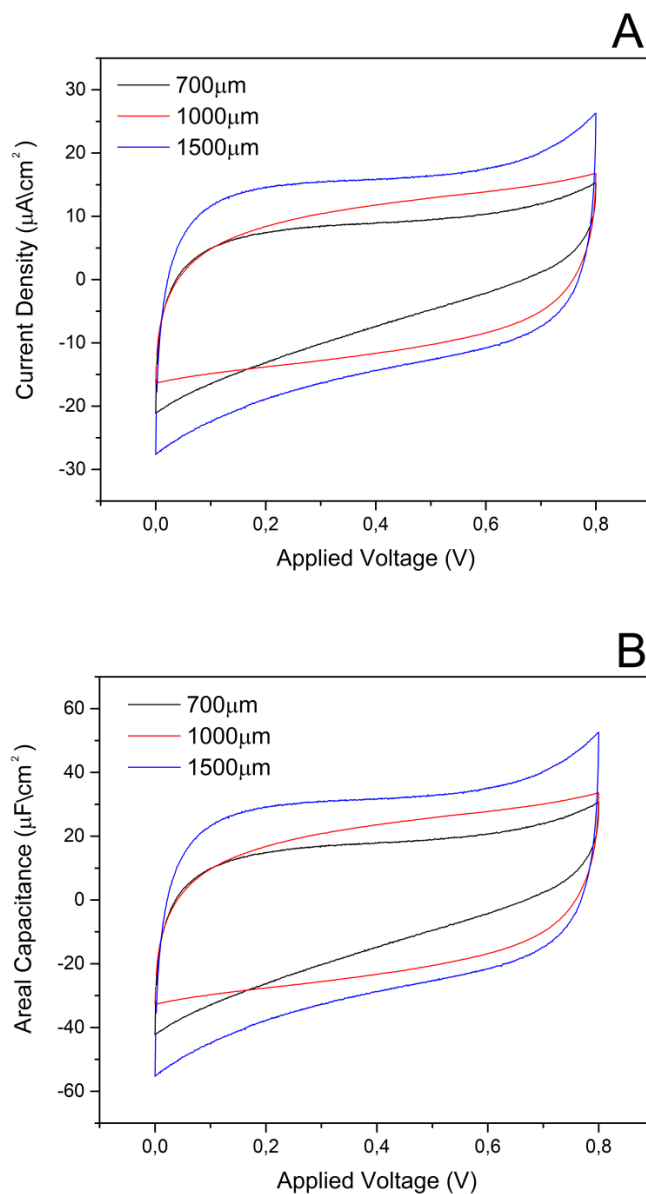 A
700μm
1000μm
1500μm
30
20
10
0
-10
-20
-30
Current Density (μA\cm²)
0,0 0,2 0,4 0,6 0,8
Applied Voltage (V)
B
700μm
1000μm
1500μm
60
40
20
0
-20
-40
-60
Areal Capacitance (μF\cm²)
0,0 0,2 0,4 0,6 0,8
Applied Voltage (V)